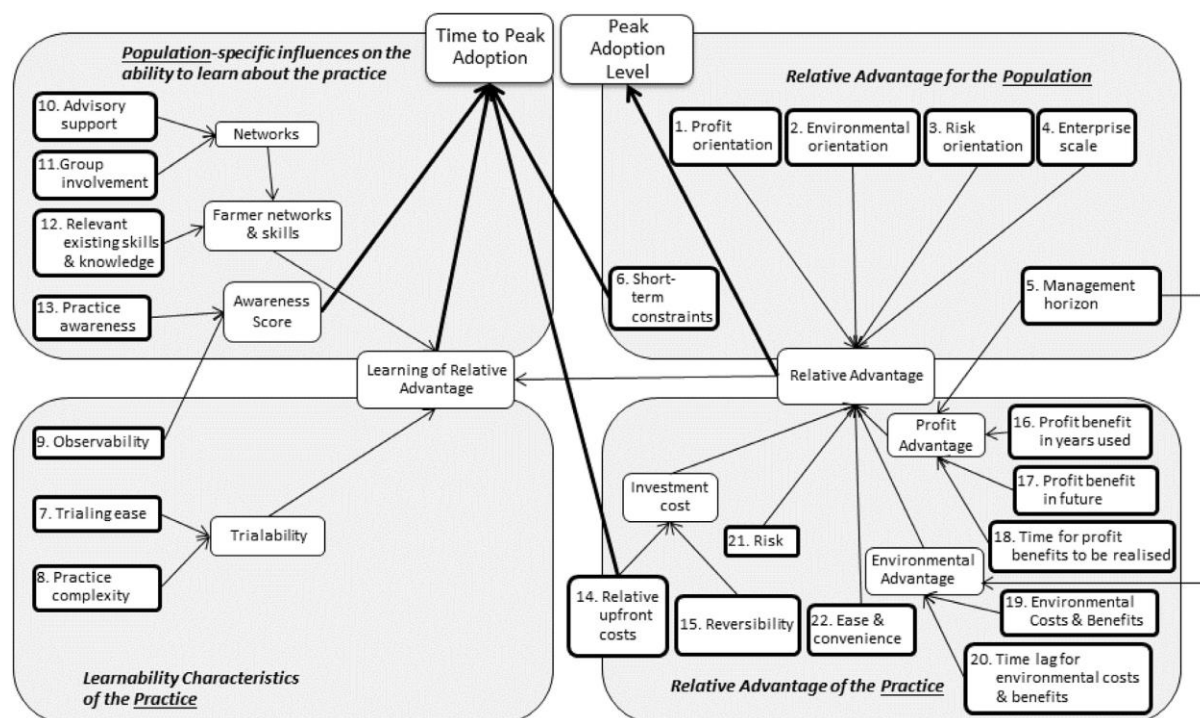 Time to Peak
Adoption
Peak
Adoption
Level
Population-specific influences on the
ability to learn about the practice
10. Advisory
support
Networks
11.Group
involvement
12. Relevant
existing skills
& knowledge
Farmer networks
& skills
13. Practice
awareness
Awareness
Score
Relative Advantage for the Population
1. Profit
orientation
2. Environmental
orientation
3. Risk
orientation
4. Enterprise
scale
6. Short-
term
constraints
5. Management
horizon
Learning of Relative
Advantage
Relative Advantage
9. Observability
7. Trialing ease
Trialability
8. Practice
complexity
Learnability Characteristics
of the Practice
Profit
Advantage
16. Profit benefit
in years used
17. Profit benefit
in future
18. Time for profit
benefits to be realised
Investment
cost
21. Risk
Environmental
Advantage
14. Relative
upfront
costs
15. Reversibility
22. Ease &
convenience
19. Environmental
Costs & Benefits
20. Time lag for
environmental costs
& benefits
Relative Advantage of the Practice